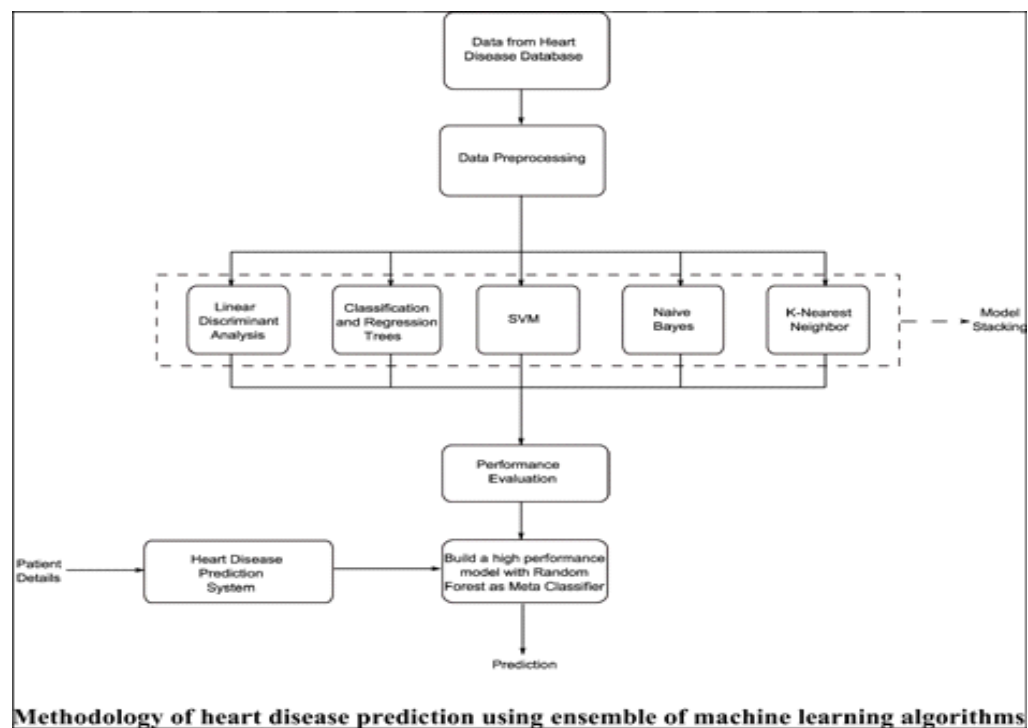 Data from Heart
Disease Database
Data Preprocessing
Linear
Discriminant
Analysis
Classification
and Regression
Trees
SVM
Naive
Bayes
K-Nearest
Neighbor
Model
Stacking
Performance
Evaluation
Patient
Details
Heart Disease
Prediction
System
Build a high performance
model with Random
Forest as Meta Classifier
Prediction
Methodology of heart disease prediction using ensemble of machine learning algorithms